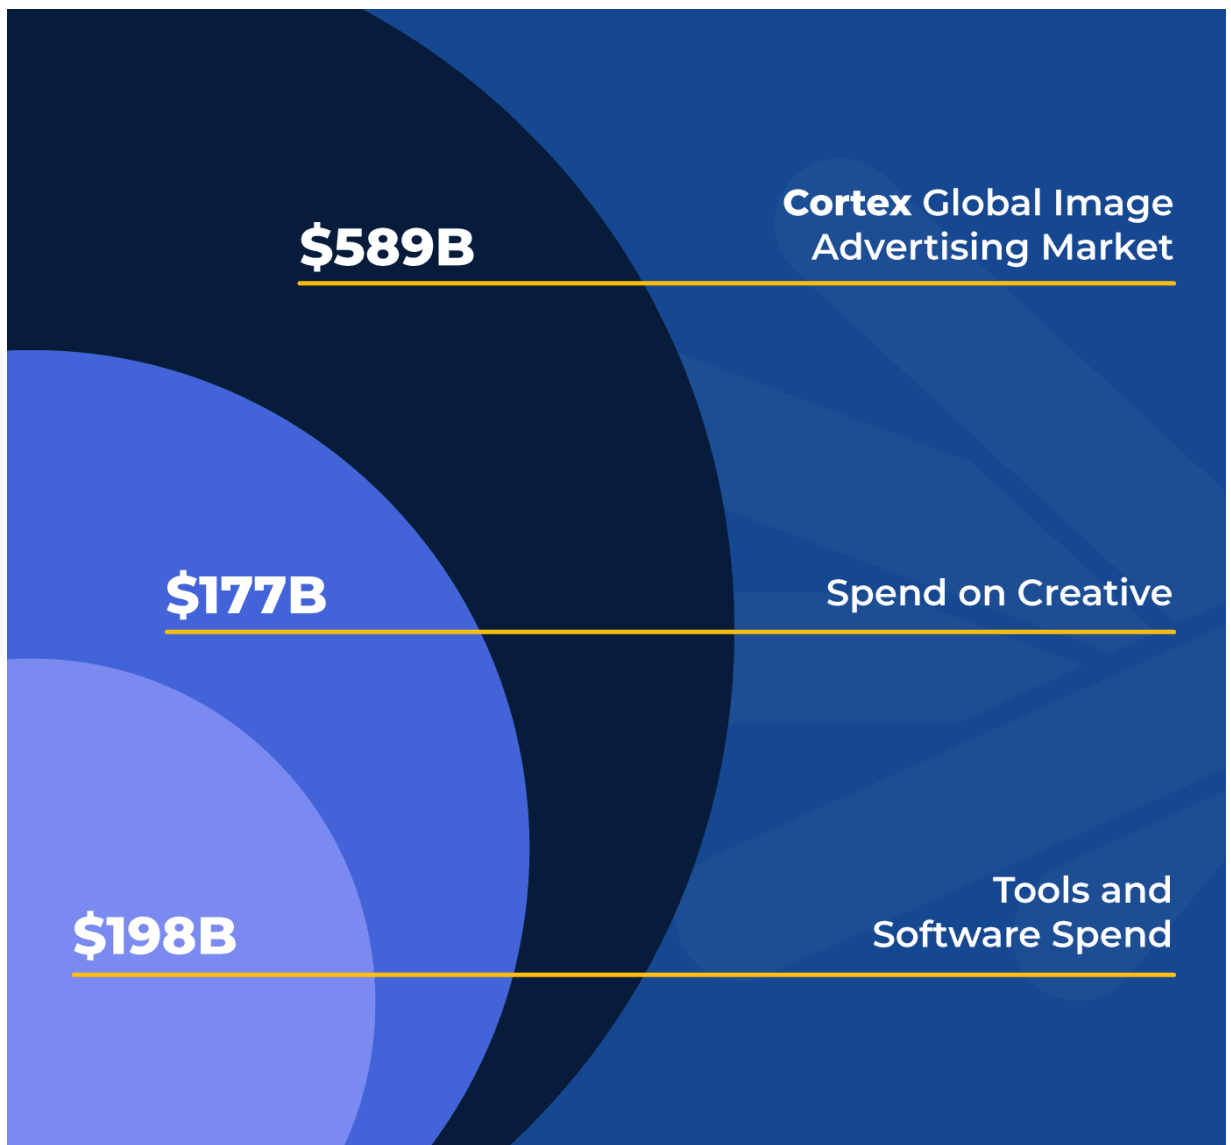 $589B
Cortex Global Image
Advertising Market
$177B
Spend on Creative
$198B
Tools and
Software Spend